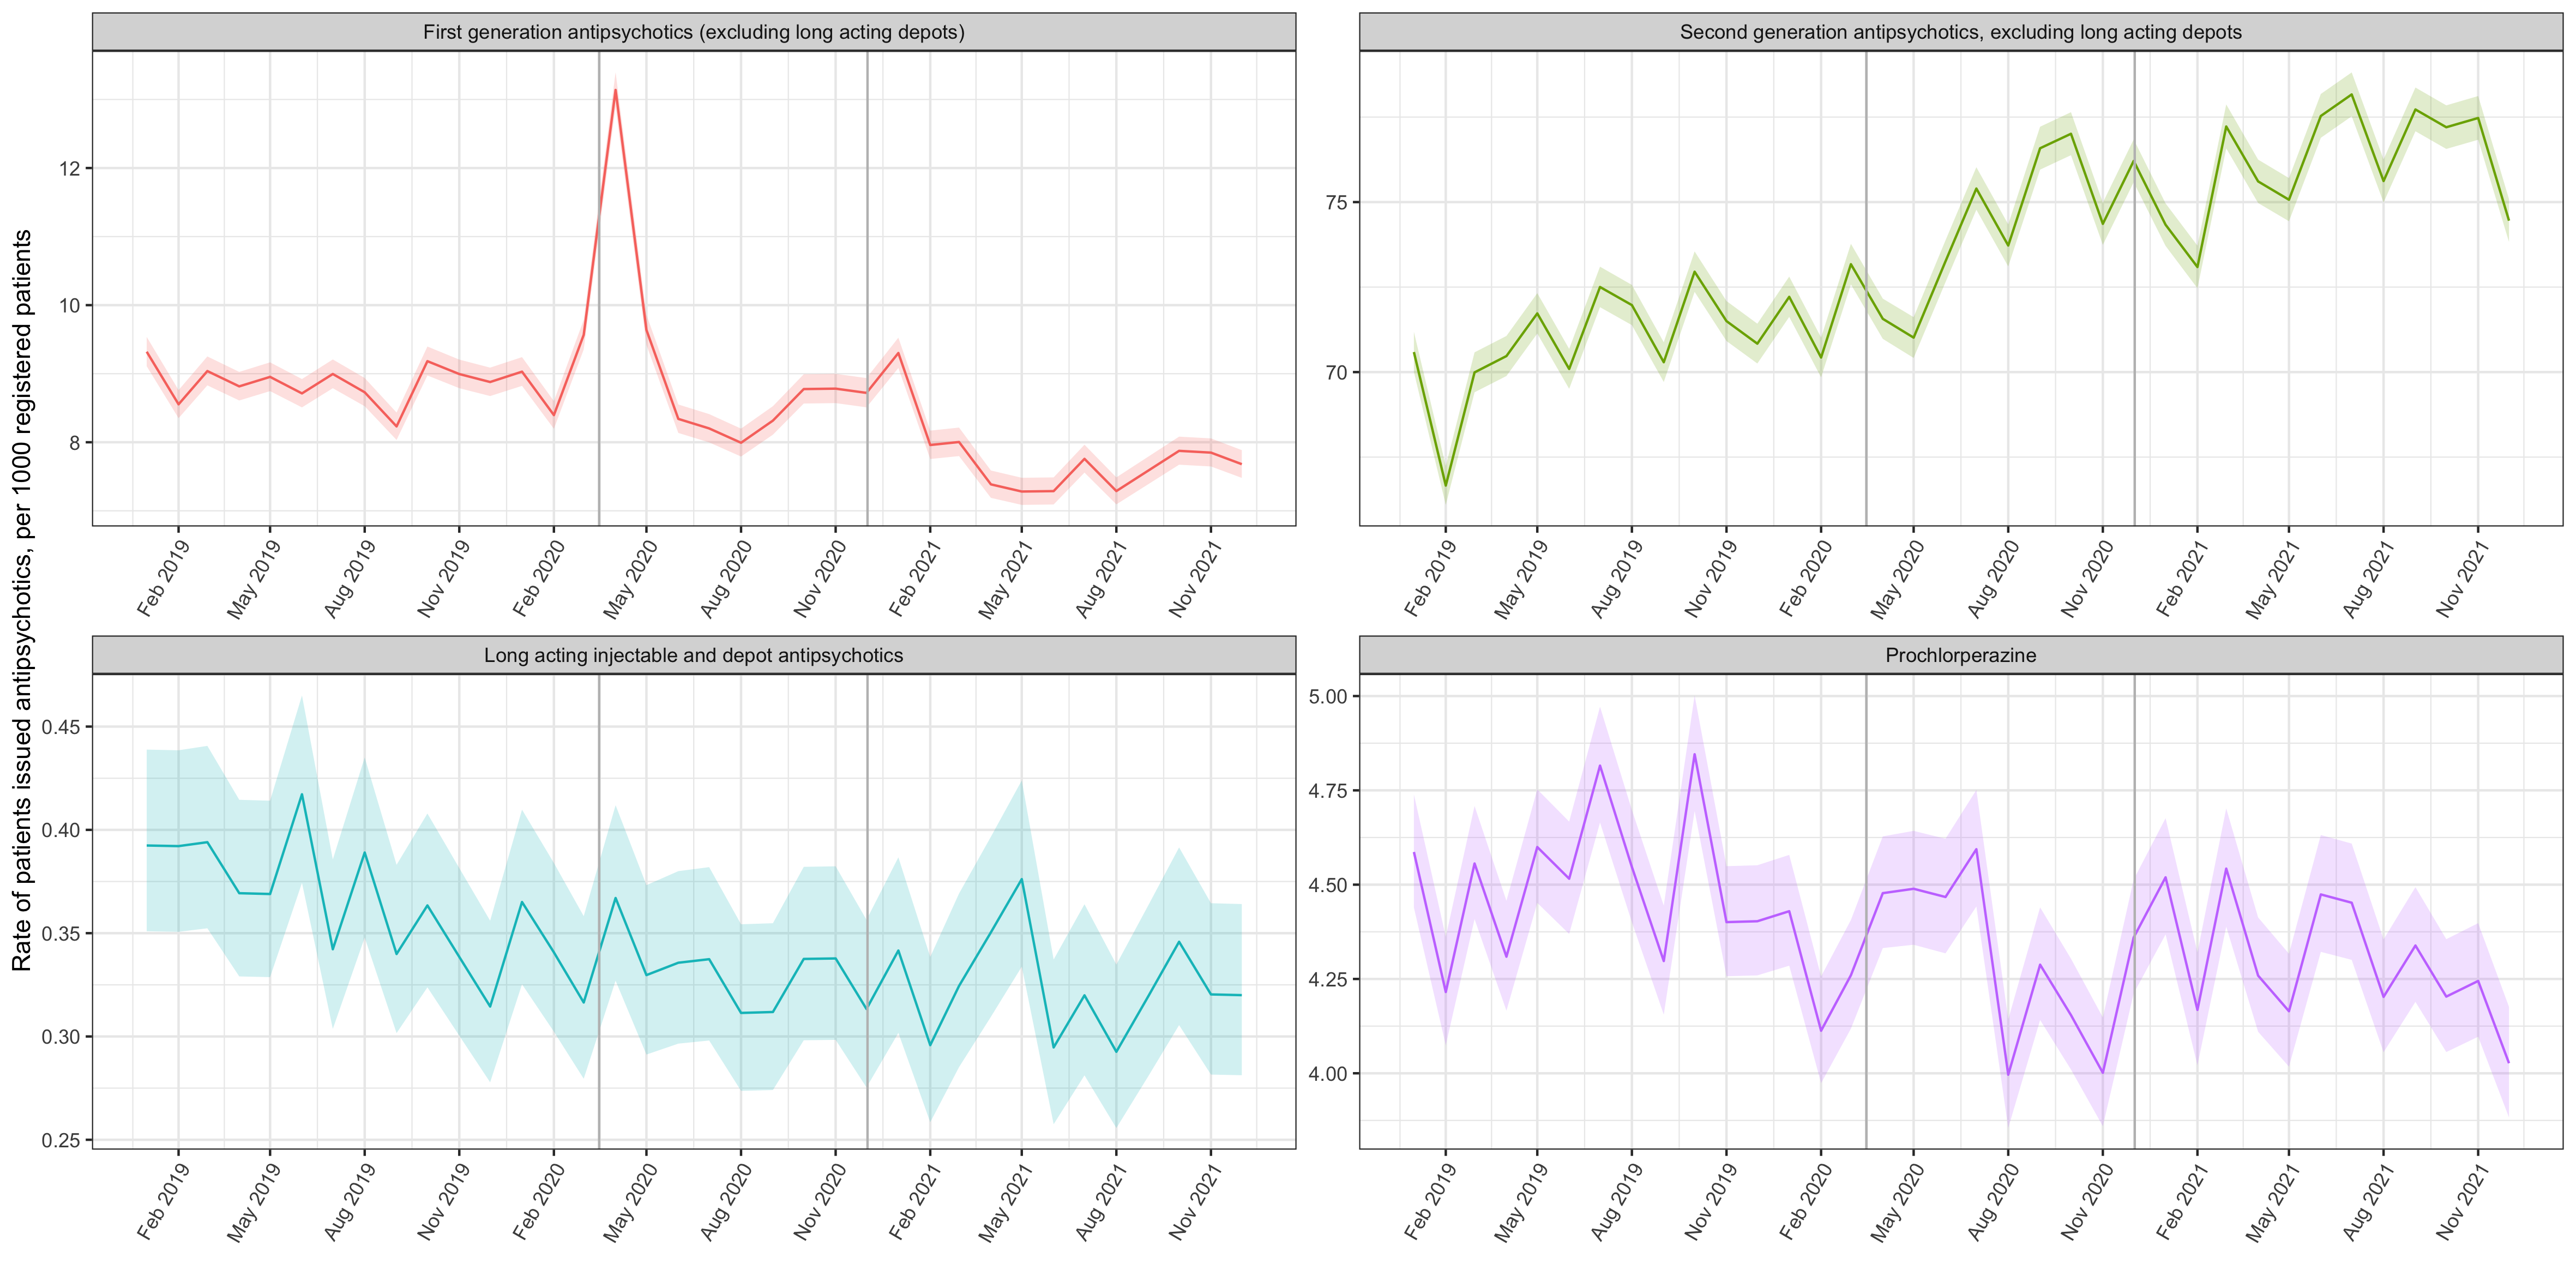 Rate of patients issued antipsychotics, per 1000 registered patients
First generation antipsychotics (excluding long acting depots)
12
10
8
Feb 2019
May 2019
Aug 2019
Nov 2019
Feb 2020
May 2020
Aug 2020
Nov 2020
Feb 2021
May 2021
Aug 2021
Nov 2021
Second generation antipsychotics, excluding long acting depots
75
70
Feb 2019
May 2019
Aug 2019
Nov 2019
Feb 2020
May 2020
Aug 2020
Nov 2020
Feb 2021
May 2021
Aug 2021
Nov 2021
Long acting injectable and depot antipsychotics
0.45
0.40
0.35
0.30
0.25
Feb 2019
May 2019
Aug 2019
Nov 2019
Feb 2020
May 2020
Aug 2020
Nov 2020
Feb 2021
May 2021
Aug 2021
Nov 2021
Prochlorperazine
5.00
4.75
4.50
4.25
4.00
Feb 2019
May 2019
Aug 2019
Nov 2019
Feb 2020
May 2020
Aug 2020
Nov 2020
Feb 2021
May 2021
Aug 2021
Nov 2021